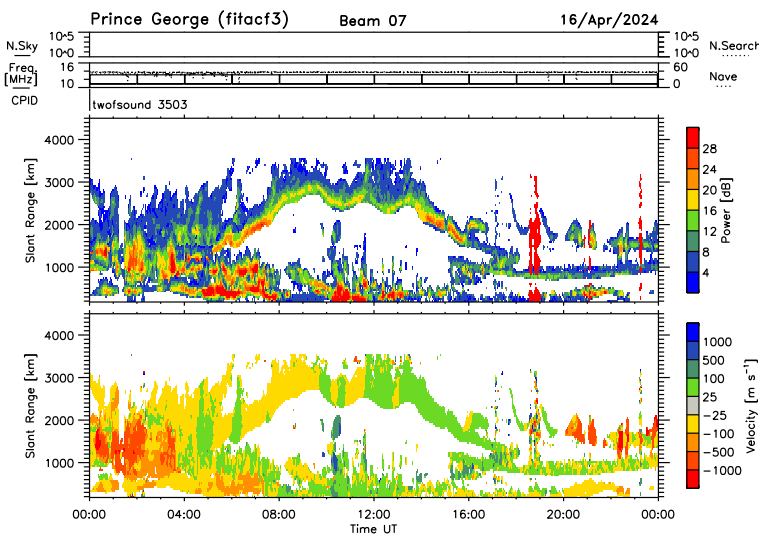 Prince George (fitacf3) Beam 07 16/Apr/2024
N.Sky 10^5 10^5 N.Search
10^0 10^0
Freq. 16 60 Nave
[MHz] 10 0
CPID twofsound 3503
Slant Range [km]
4000
3000
2000
1000
28
24
20
16
12
8
4
Power [dB]
Slant Range [km]
4000
3000
2000
1000
1000
500
100
25
−25
−100
−500
−1000
Velocity [m s−1]
00:00 04:00 08:00 12:00 16:00 20:00 00:00
Time UT